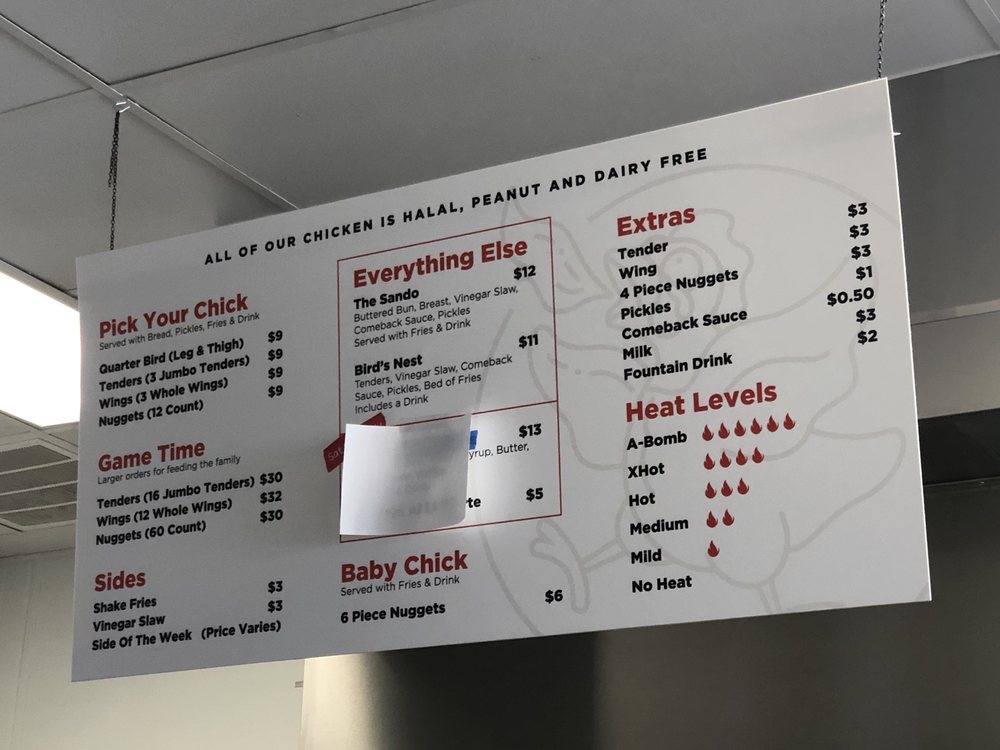 ALL OF OUR CHICKEN IS HALAL, PEANUT AND DAIRY FREE
Pick Your Chick
Served with Bread, Pickles, Fries & Drink
Quarter Bird (Leg & Thigh) $9
Tenders (3 Jumbo Tenders) $9
Wings (3 Whole Wings) $9
Nuggets (12 Count) $9
Game Time
Larger orders for feeding the family
Tenders (16 Jumbo Tenders) $30
Wings (12 Whole Wings) $32
Nuggets (60 Count) $30
Sides
Shake Fries $3
Vinegar Slaw $3
Side Of The Week (Price Varies)
Everything Else
The Sando $12
Buttered Bun, Breast, Vinegar Slaw,
Comeback Sauce, Pickles
Served with Fries & Drink
Bird's Nest $11
Tenders, Vinegar Slaw, Comeback
Sauce, Pickles, Bed of Fries
Includes a Drink
$13
yrup, Butter,
rte $5
Baby Chick
Served with Fries & Drink
6 Piece Nuggets $6
Extras
Tender $3
Wing $3
4 Piece Nuggets $3
Pickles $1
Comeback Sauce $0.50
Milk $3
Fountain Drink $2
Heat Levels
A-Bomb
XHot
Hot
Medium
Mild
No Heat